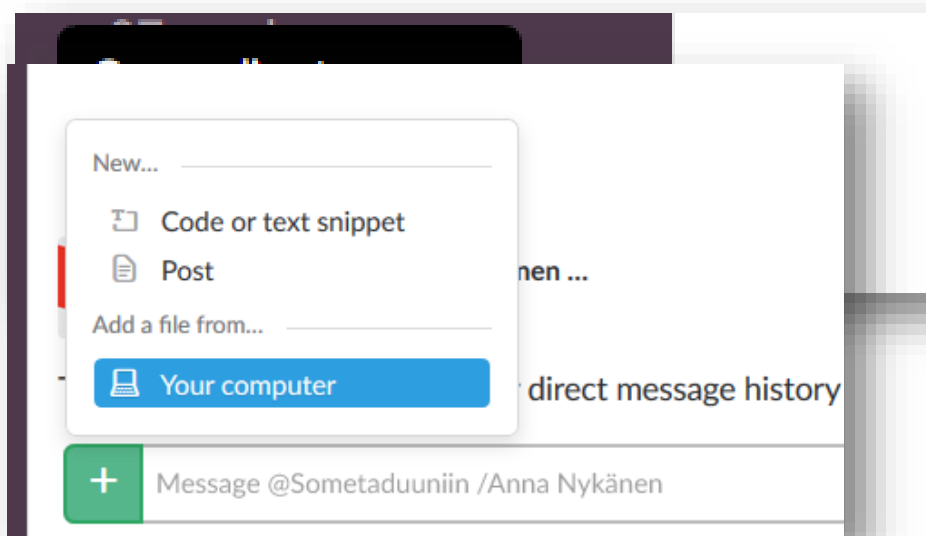 New...
Code or text snippet
Post
nen ...
Add a file from...
Your computer
direct message history
+
Message @Sometaduuniin /Anna Nykänen